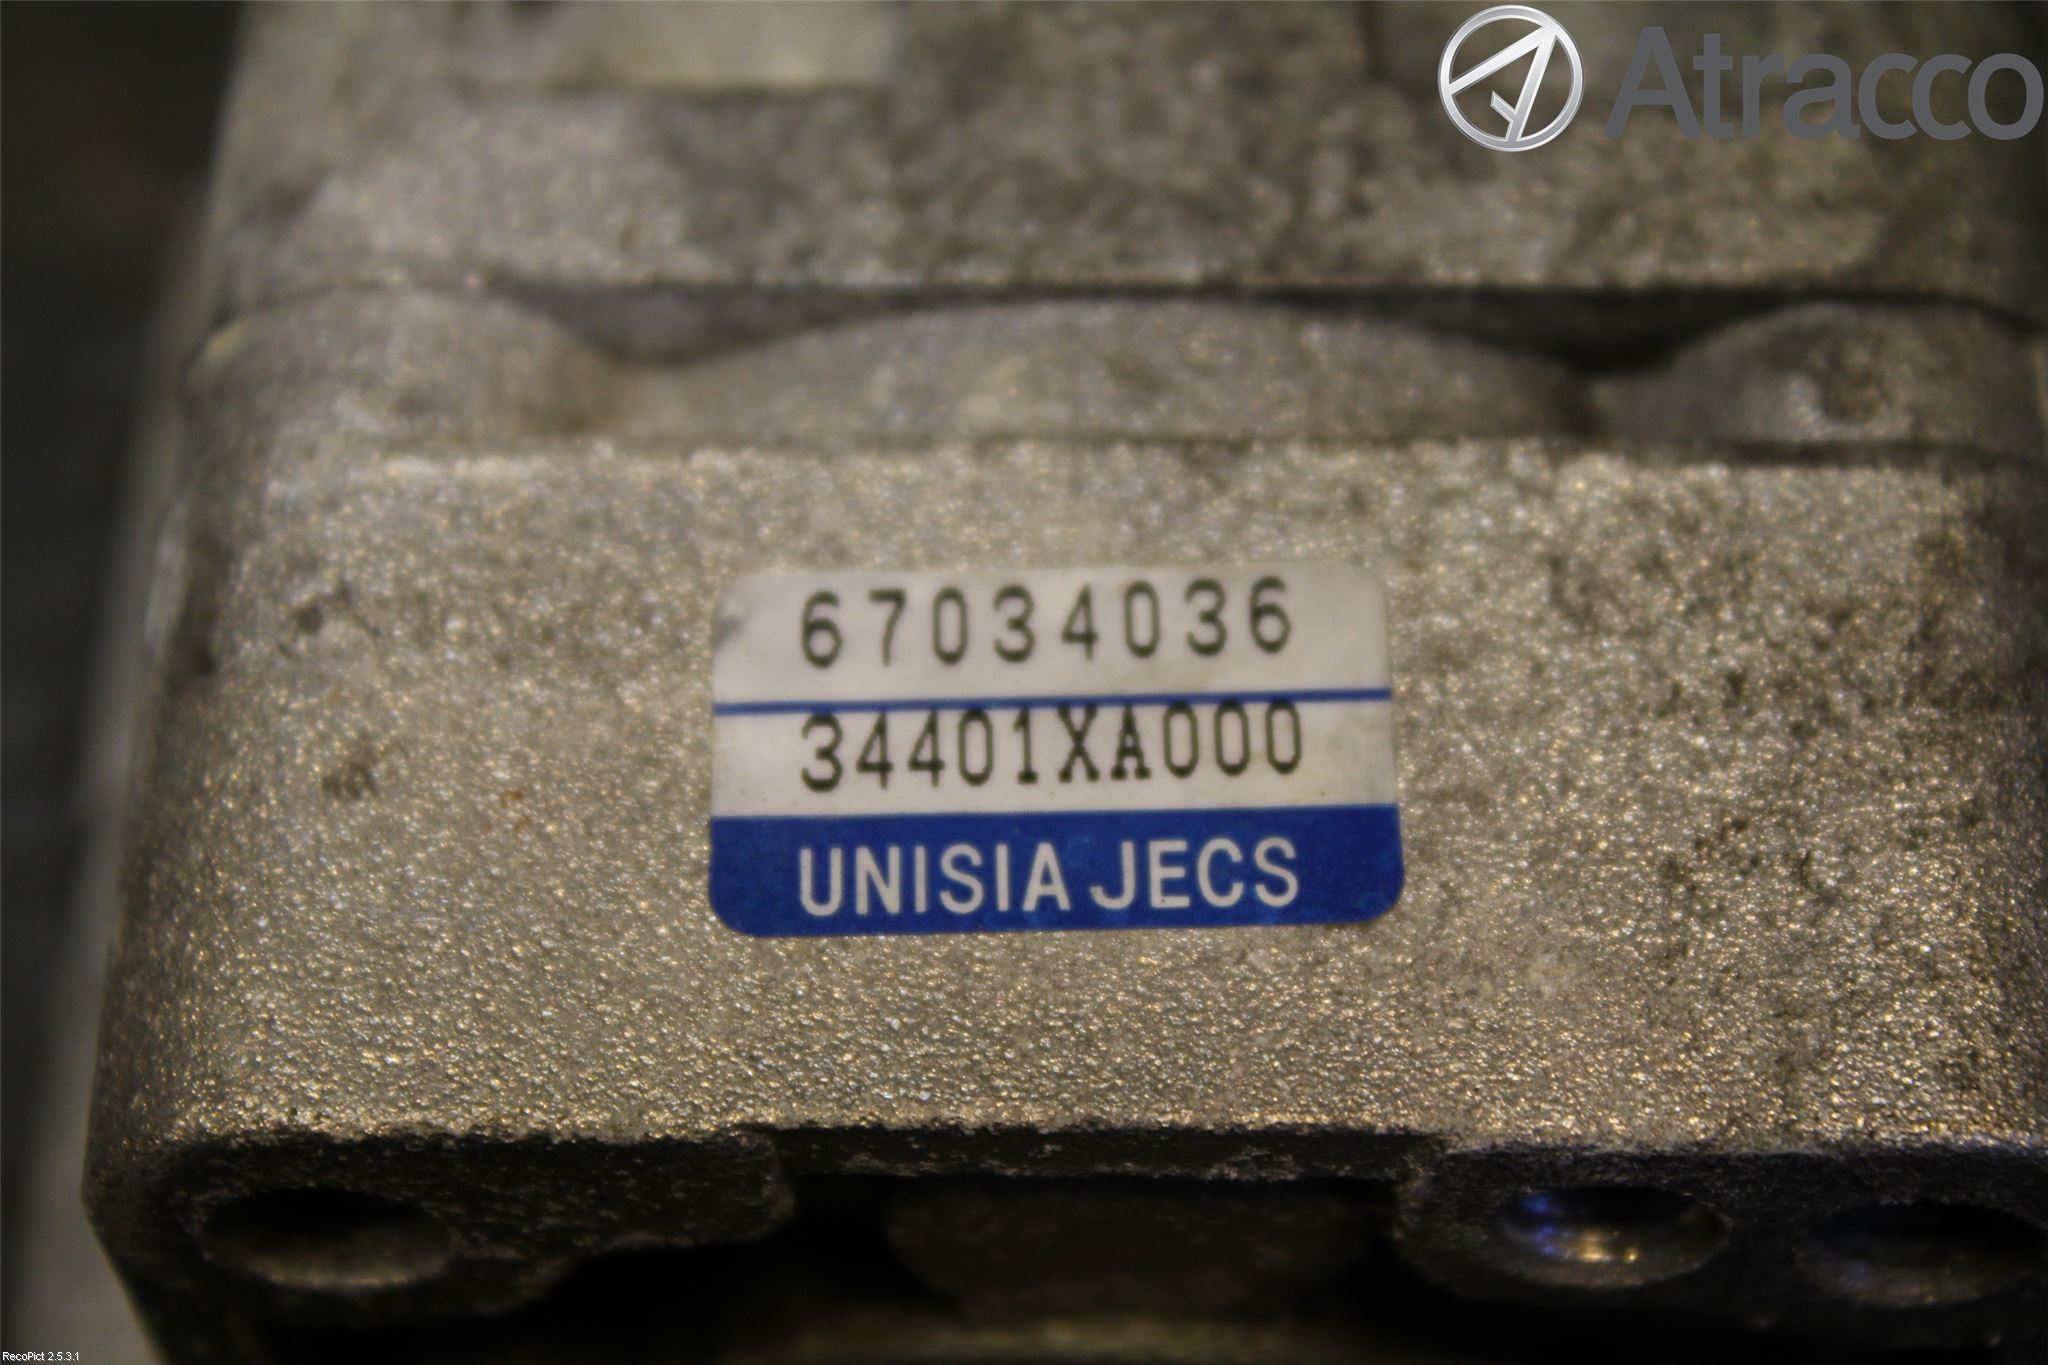 Atracco
67034036
34401XA000
UNISIA JECS
RecoPict 2.5.3.1